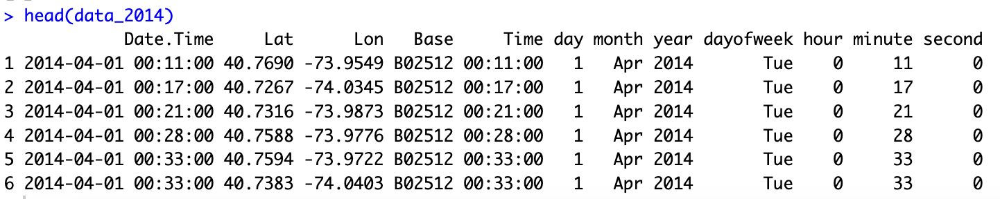 > head(data_2014)
Date.Time Lat Lon Base Time day month year dayofweek hour minute second
1 2014-04-01 00:11:00 40.7690 -73.9549 B02512 00:11:00 1 Apr 2014 Tue 0 11 0
2 2014-04-01 00:17:00 40.7267 -74.0345 B02512 00:17:00 1 Apr 2014 Tue 0 17 0
3 2014-04-01 00:21:00 40.7316 -73.9873 B02512 00:21:00 1 Apr 2014 Tue 0 21 0
4 2014-04-01 00:28:00 40.7588 -73.9776 B02512 00:28:00 1 Apr 2014 Tue 0 28 0
5 2014-04-01 00:33:00 40.7594 -73.9722 B02512 00:33:00 1 Apr 2014 Tue 0 33 0
6 2014-04-01 00:33:00 40.7383 -74.0403 B02512 00:33:00 1 Apr 2014 Tue 0 33 0